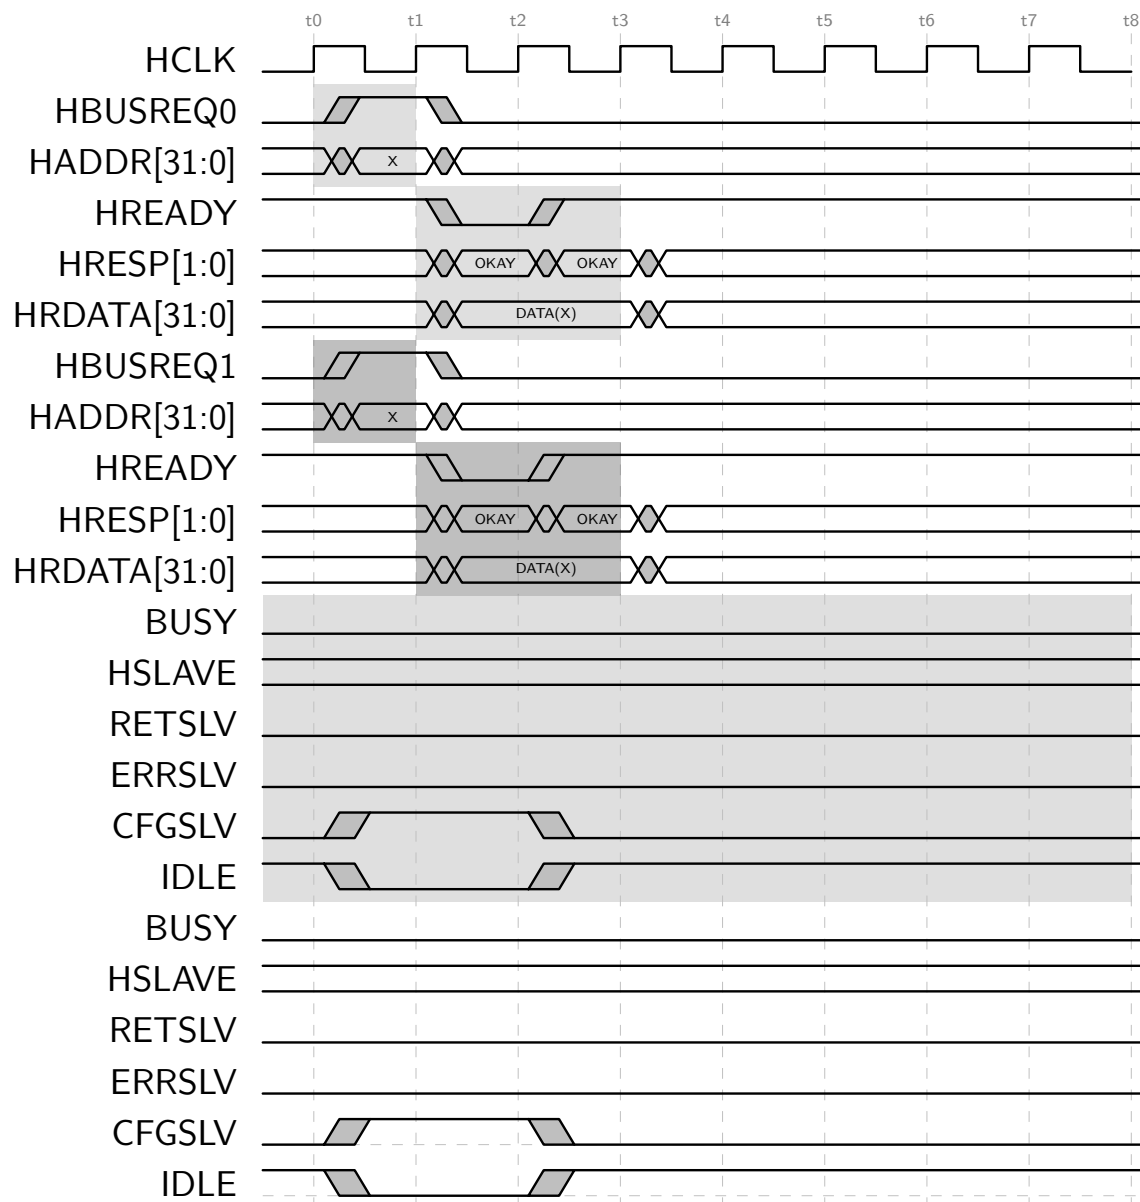 t0 t1 t2 t3 t4 t5 t6 t7 t8
HCLK
HBUSREQ0
HADDR[31:0] X
HREADY
HRESP[1:0] OKAY OKAY
HRDATA[31:0] DATA(X)
HBUSREQ1
HADDR[31:0] X
HREADY
HRESP[1:0] OKAY OKAY
HRDATA[31:0] DATA(X)
BUSY
HSLAVE
RETSLV
ERRSLV
CFGSLV
IDLE
BUSY
HSLAVE
RETSLV
ERRSLV
CFGSLV
IDLE